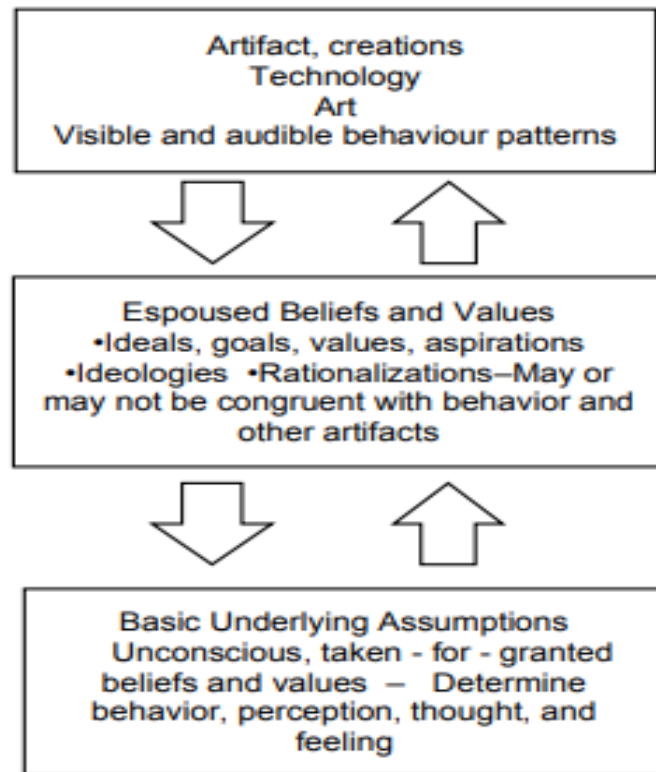 Artifact, creations
Technology
Art
Visible and audible behaviour patterns
Espoused Beliefs and Values
•Ideals, goals, values, aspirations
•Ideologies •Rationalizations–May or
may not be congruent with behavior and
other artifacts
Basic Underlying Assumptions
Unconscious, taken - for - granted
beliefs and values – Determine
behavior, perception, thought, and
feeling